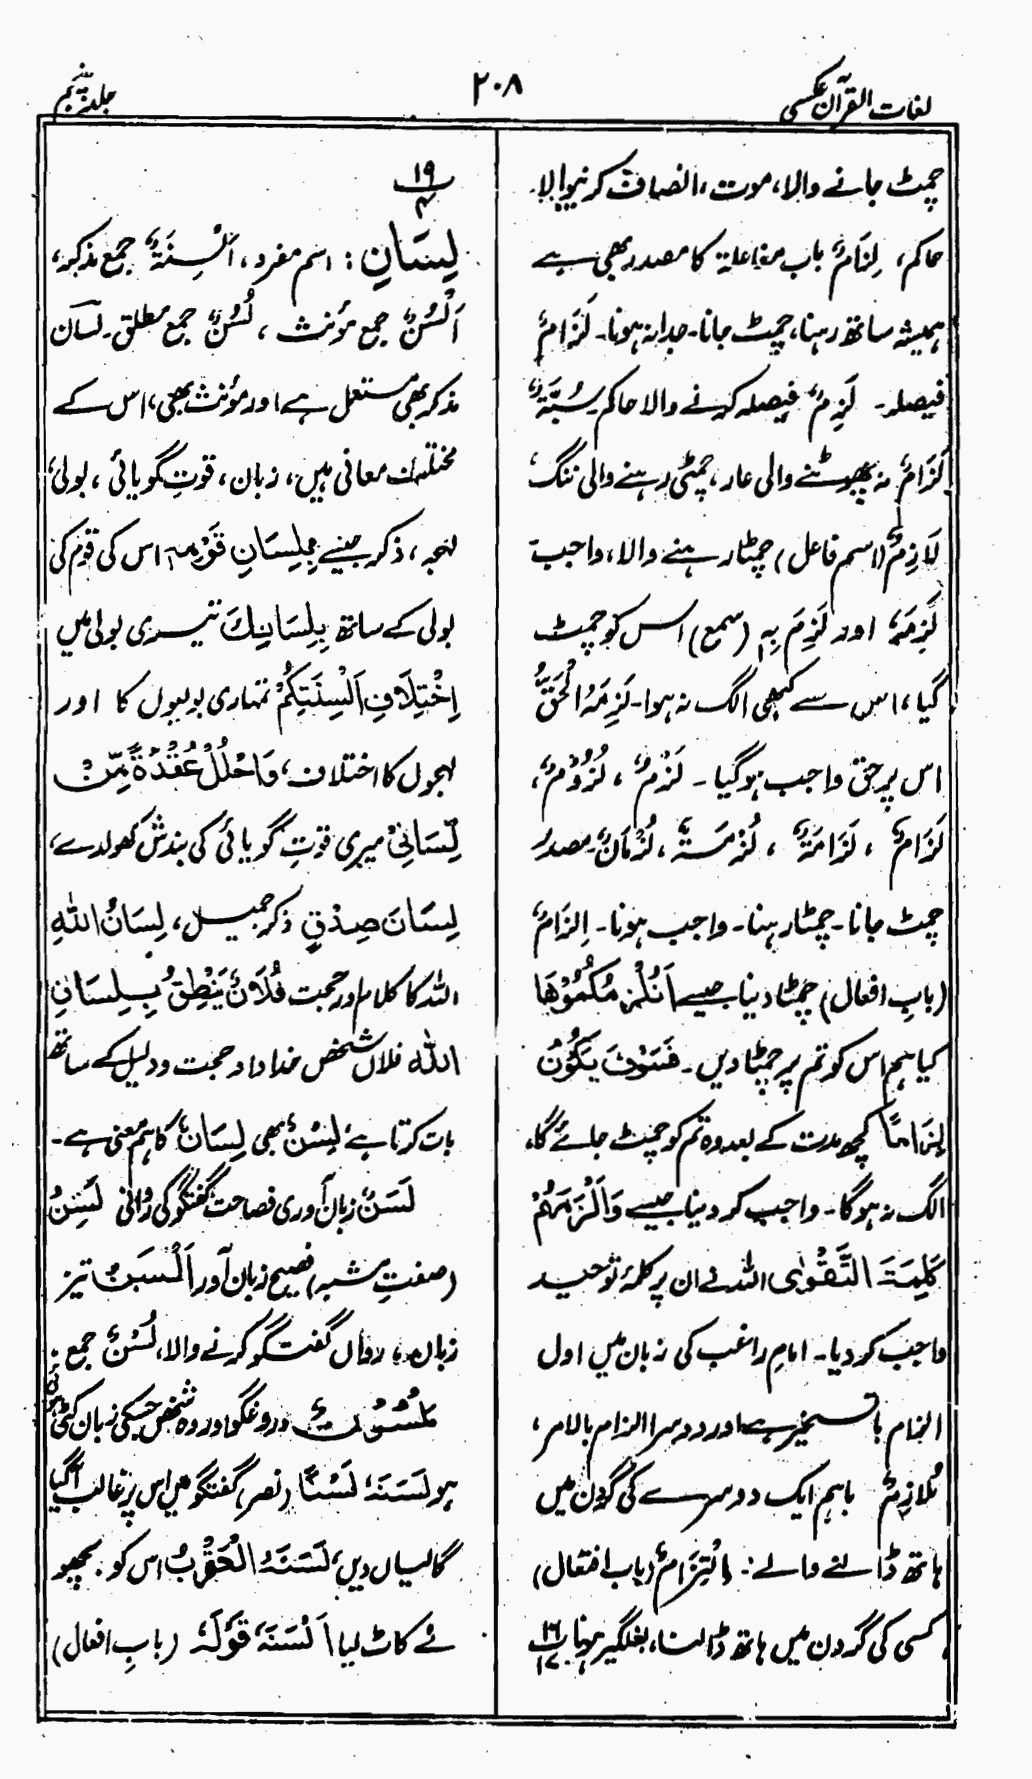 لغات القرآن عکسی
۲۰۸
جلد پنجم
چمٹ جانے والا، موت، انصاف کرنیوالا۔
حاکم، لِزَامٌ باب مفاعلۃ کا مصدر بھی ہے
ہمیشہ ساتھ رہنا، چمٹ جانا۔ جدا نہ ہونا۔ لَزَامٌ
فیصلہ۔ لَزِمٌ فیصلہ کرنے والا حاکم۔ سُبَّةٌ
لَزَامٌ نہ چھوٹنے والی عار، چمٹی رہنے والی ننگ
لَازِمٌ (اسم فاعل) چمٹا رہنے والا، واجب
لَزِمَهٗ اور لَزِمَ بِهٖ (سمع) اس کو چمٹ
گیا، اس سے کبھی الگ نہ ہوا۔ لَزِمَهُ الْحَقُّ
اس پر حق واجب ہوگیا۔ لَزْمٌ، لُزُوْمٌ،
لَزَامٌ، لَزَامَةٌ، لُزْمَةٌ، لُزْمَانٌ۔ مصدر
چمٹ جانا۔ چمٹا رہنا۔ واجب ہونا۔ اِلْزَامٌ
(بابِ افعال) چمٹا دینا جیسے اَنُلْزِمُكُمُوْهَا
کیا ہم اس کو تم پر چمٹا دیں۔ فَسَوْفَ يَكُوْنُ
لِزَامًا کچھ مدت کے بعد وہ تم کو چمٹ جائے گا،
الگ نہ ہوگا۔ واجب کر دینا جیسے وَاَلْزَمَهُمْ
كَلِمَةَ التَّقْوٰى اللہ نے ان پر کلمۂ توحید
واجب کر دیا۔ امام راغب کی زبان میں اول
الزام بالتسخیر ہے اور دوسرا الزام بالامر،
مُلَازِمٌ باہم ایک دوسرے کی گردن میں
ہاتھ ڈالنے والے۔ اِلْتِزَامٌ (باب افتعال)
کسی کی گردن میں ہاتھ ڈالنا، بغلگیر ہونا ۱۶/۱۷
۱۹/۴
لِسَانٍ: اسم مفرد، اَلْسِنَةٌ جمع مذکر،
اَلْسُنٌ جمع مؤنث، لُسُنٌ جمع مطلق۔ لسان
مذکر بھی مستعمل ہے اور مؤنث بھی، اس کے
مختلف معانی ہیں، زبان، قوتِ گویائی، بولی،
لہجہ، ذکر جیسے بِلِسَانِ قَوْمِهٖ اس کی قوم کی
بولی کے ساتھ بِلِسَانِكَ تیری بولی میں
اِخْتِلَافِ اَلْسِنَتِكُمْ تمہاری بولیوں کا اور
لہجوں کا اختلاف، وَاحْلُلْ عُقْدَةً مِّنْ
لِّسَانِيْ میری قوتِ گویائی کی بندش کھولدے،
لِسَانَ صِدْقٍ ذکر جمیل، لِسَانُ اللهِ
اللہ کا کلام اور حجت فُلَانٌ يَنْطِقُ بِلِسَانِ
الله فلاں شخص خداداد حجت و دلیل کے ساتھ
بات کرتا ہے، لِسْنٌ بھی لِسَانٌ کا ہم معنی ہے۔
لَسَنٌ زبان آوری فصاحت گفتگو کی روانی لَسِنٌ
(صفتِ مشبہ) فصیح زبان آور اَلْسَنُ تیز
زبان، رواں گفتگو کرنے والا، لُسْنٌ جمع۔
مَلْسُوْنٌ دروغگو اور وہ شخص جسکی زبان کٹی ہوئی
ہو لَسَنَهٗ لَسْنًا (نصر) گفتگو میں اس پر غالب آگیا
گالیاں دیں، لَسَنَهُ الْعَقْرَبُ اس کو بچھو
نے کاٹ لیا اَلْسَنَهٗ قَوْلَهٗ (بابِ افعال)